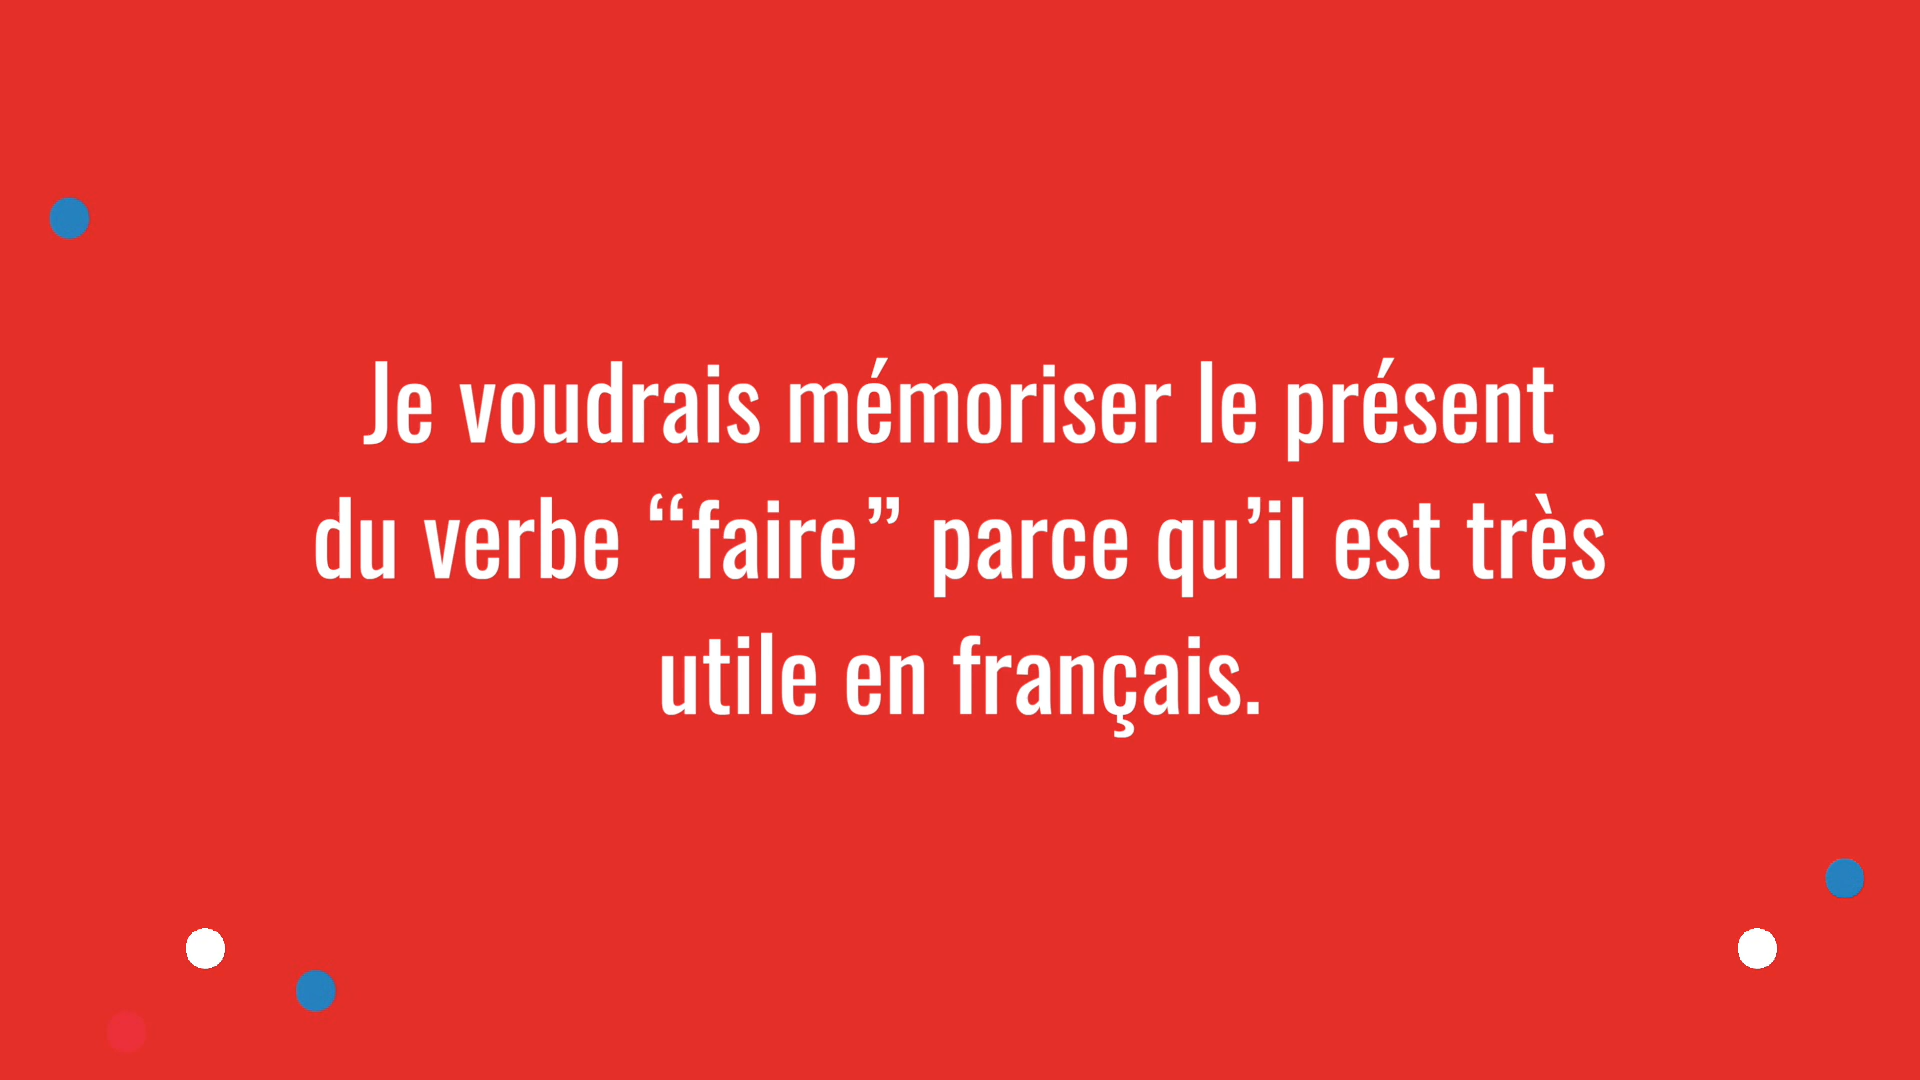 Je voudrais mémoriser le présent
du verbe “faire” parce qu’il est très
utile en français.